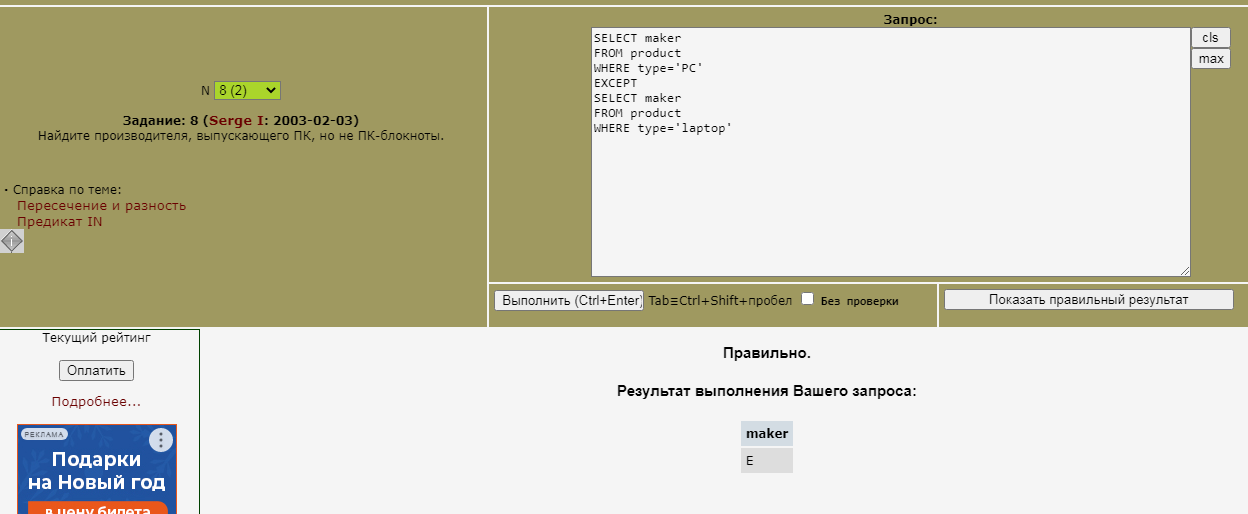 N 8 (2)
Задание: 8 (Serge I: 2003-02-03)
Найдите производителя, выпускающего ПК, но не ПК-блокноты.
· Справка по теме:
Пересечение и разность
Предикат IN
Запрос:
SELECT maker
FROM product
WHERE type='PC'
EXCEPT
SELECT maker
FROM product
WHERE type='laptop'
cls
max
Выполнить (Ctrl+Enter) Tab≡Ctrl+Shift+пробел Без проверки
Показать правильный результат
Текущий рейтинг
Оплатить
Подробнее...
РЕКЛАМА
Подарки
на Новый год
в цену билета
Правильно.
Результат выполнения Вашего запроса:
maker
E